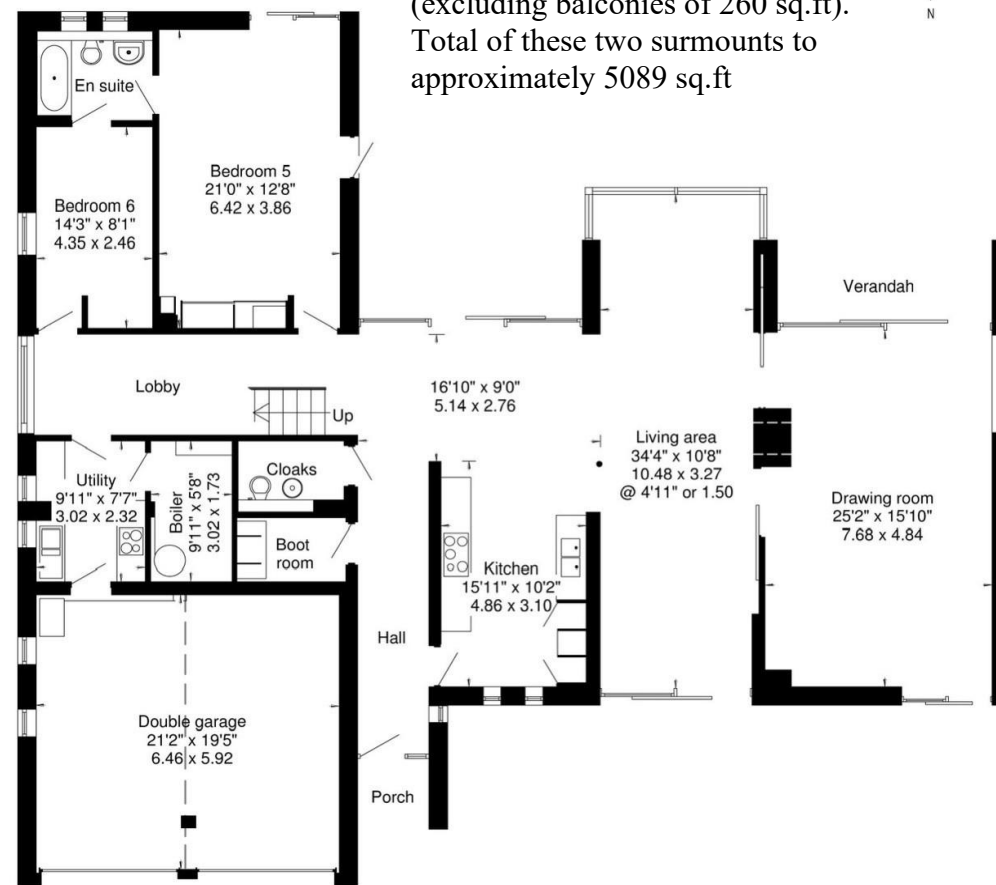 (excluding balconies of 260 sq.ft).
Total of these two surmounts to
approximately 5089 sq.ft
N
En suite
Bedroom 5
21'0" x 12'8"
6.42 x 3.86
Bedroom 6
14'3" x 8'1"
4.35 x 2.46
Verandah
Lobby
Up
16'10" x 9'0"
5.14 x 2.76
Living area
34'4" x 10'8"
10.48 x 3.27
@ 4'11" or 1.50
Drawing room
25'2" x 15'10"
7.68 x 4.84
Utility
9'11" x 7'7"
3.02 x 2.32
Boiler
9'11" x 5'8"
3.02 x 1.73
Cloaks
Boot
room
Kitchen
15'11" x 10'2"
4.86 x 3.10
Hall
Double garage
21'2" x 19'5"
6.46 x 5.92
Porch